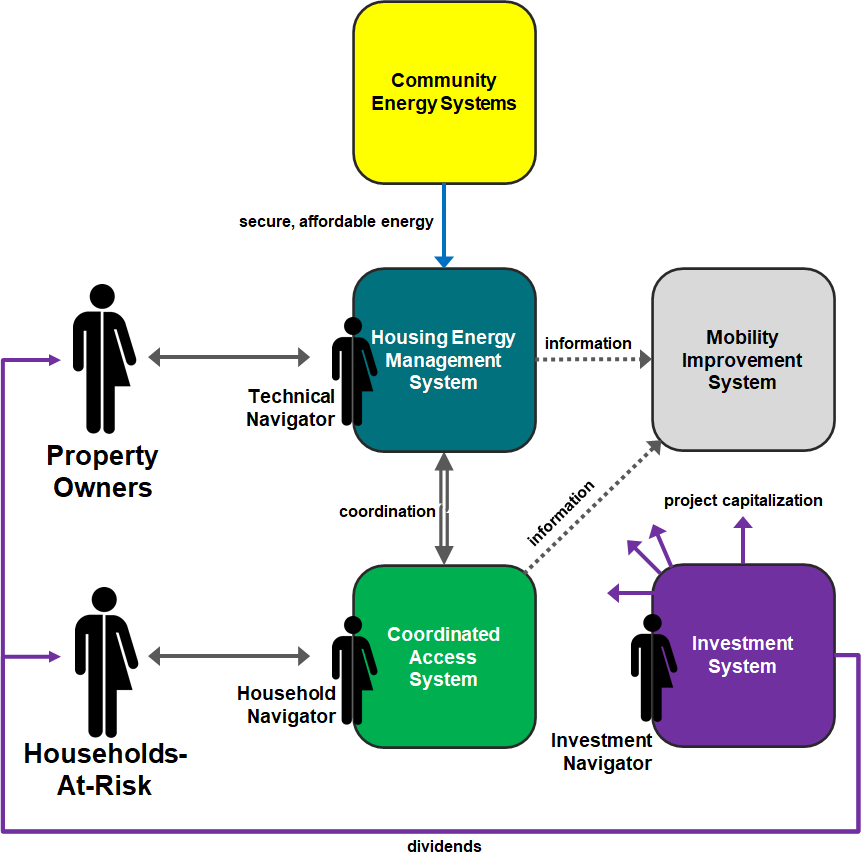 Community
Energy Systems
secure, affordable energy
Housing Energy
Management
System
information
Mobility
Improvement
System
Technical
Navigator
Property
Owners
coordination
information
project capitalization
Coordinated
Access
System
Investment
System
Household
Navigator
Investment
Navigator
Households-
At-Risk
dividends